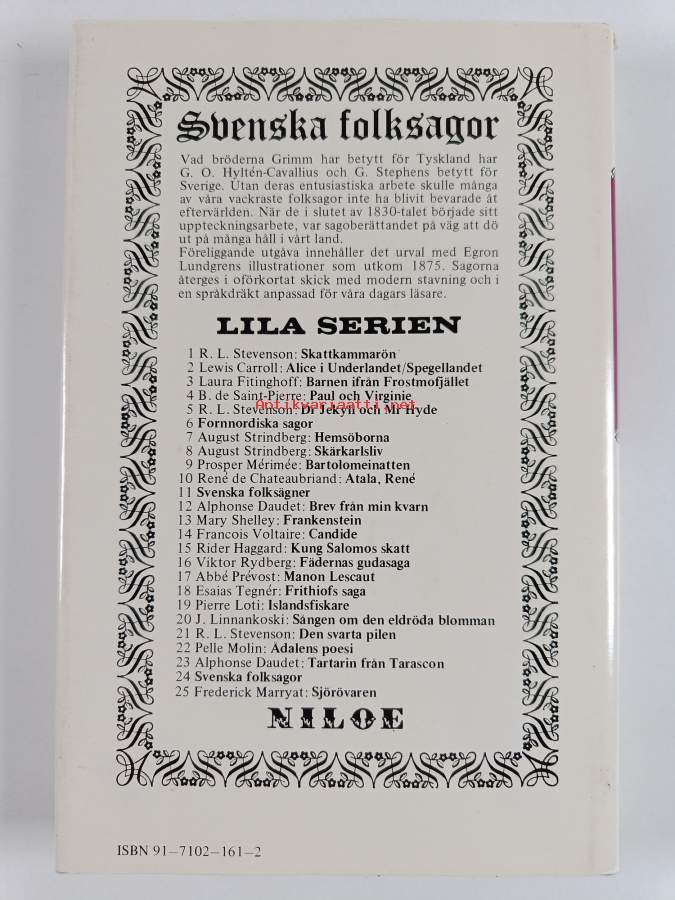 Svenska folksagor
Vad bröderna Grimm har betytt för Tyskland har
G. O. Hyltén-Cavallius och G. Stephens betytt för
Sverige. Utan deras entusiastiska arbete skulle många
av våra vackraste folksagor inte ha blivit bevarade åt
eftervärlden. När de i slutet av 1830-talet började sitt
uppteckningsarbete, var sagoberättandet på väg att dö
ut på många håll i vårt land.
Föreliggande utgåva innehåller det urval med Egron
Lundgrens illustrationer som utkom 1875. Sagorna
återges i oförkortat skick med modern stavning och i
en språkdräkt anpassad för våra dagars läsare.
LILA SERIEN
1 R. L. Stevenson: Skattkammarön
2 Lewis Carroll: Alice i Underlandet/Spegellandet
3 Laura Fitinghoff: Barnen ifrån Frostmofjället
4 B. de Saint-Pierre: Paul och Virginie
antikvariaatti.net
5 R. L. Stevenson: Dr Jekyll och Mr Hyde
6 Fornnordiska sagor
7 August Strindberg: Hemsöborna
8 August Strindberg: Skärkarlsliv
9 Prosper Mérimée: Bartolomeinatten
10 René de Chateaubriand: Atala, René
11 Svenska folksägner
12 Alphonse Daudet: Brev från min kvarn
13 Mary Shelley: Frankenstein
14 Francois Voltaire: Candide
15 Rider Haggard: Kung Salomos skatt
16 Viktor Rydberg: Fädernas gudasaga
17 Abbé Prévost: Manon Lescaut
18 Esaias Tegnér: Frithiofs saga
19 Pierre Loti: Islandsfiskare
20 J. Linnankoski: Sången om den eldröda blomman
21 R. L. Stevenson: Den svarta pilen
22 Pelle Molin: Ådalens poesi
23 Alphonse Daudet: Tartarin från Tarascon
24 Svenska folksagor
25 Frederick Marryat: Sjörövaren
NILOE
ISBN 91–7102–161–2